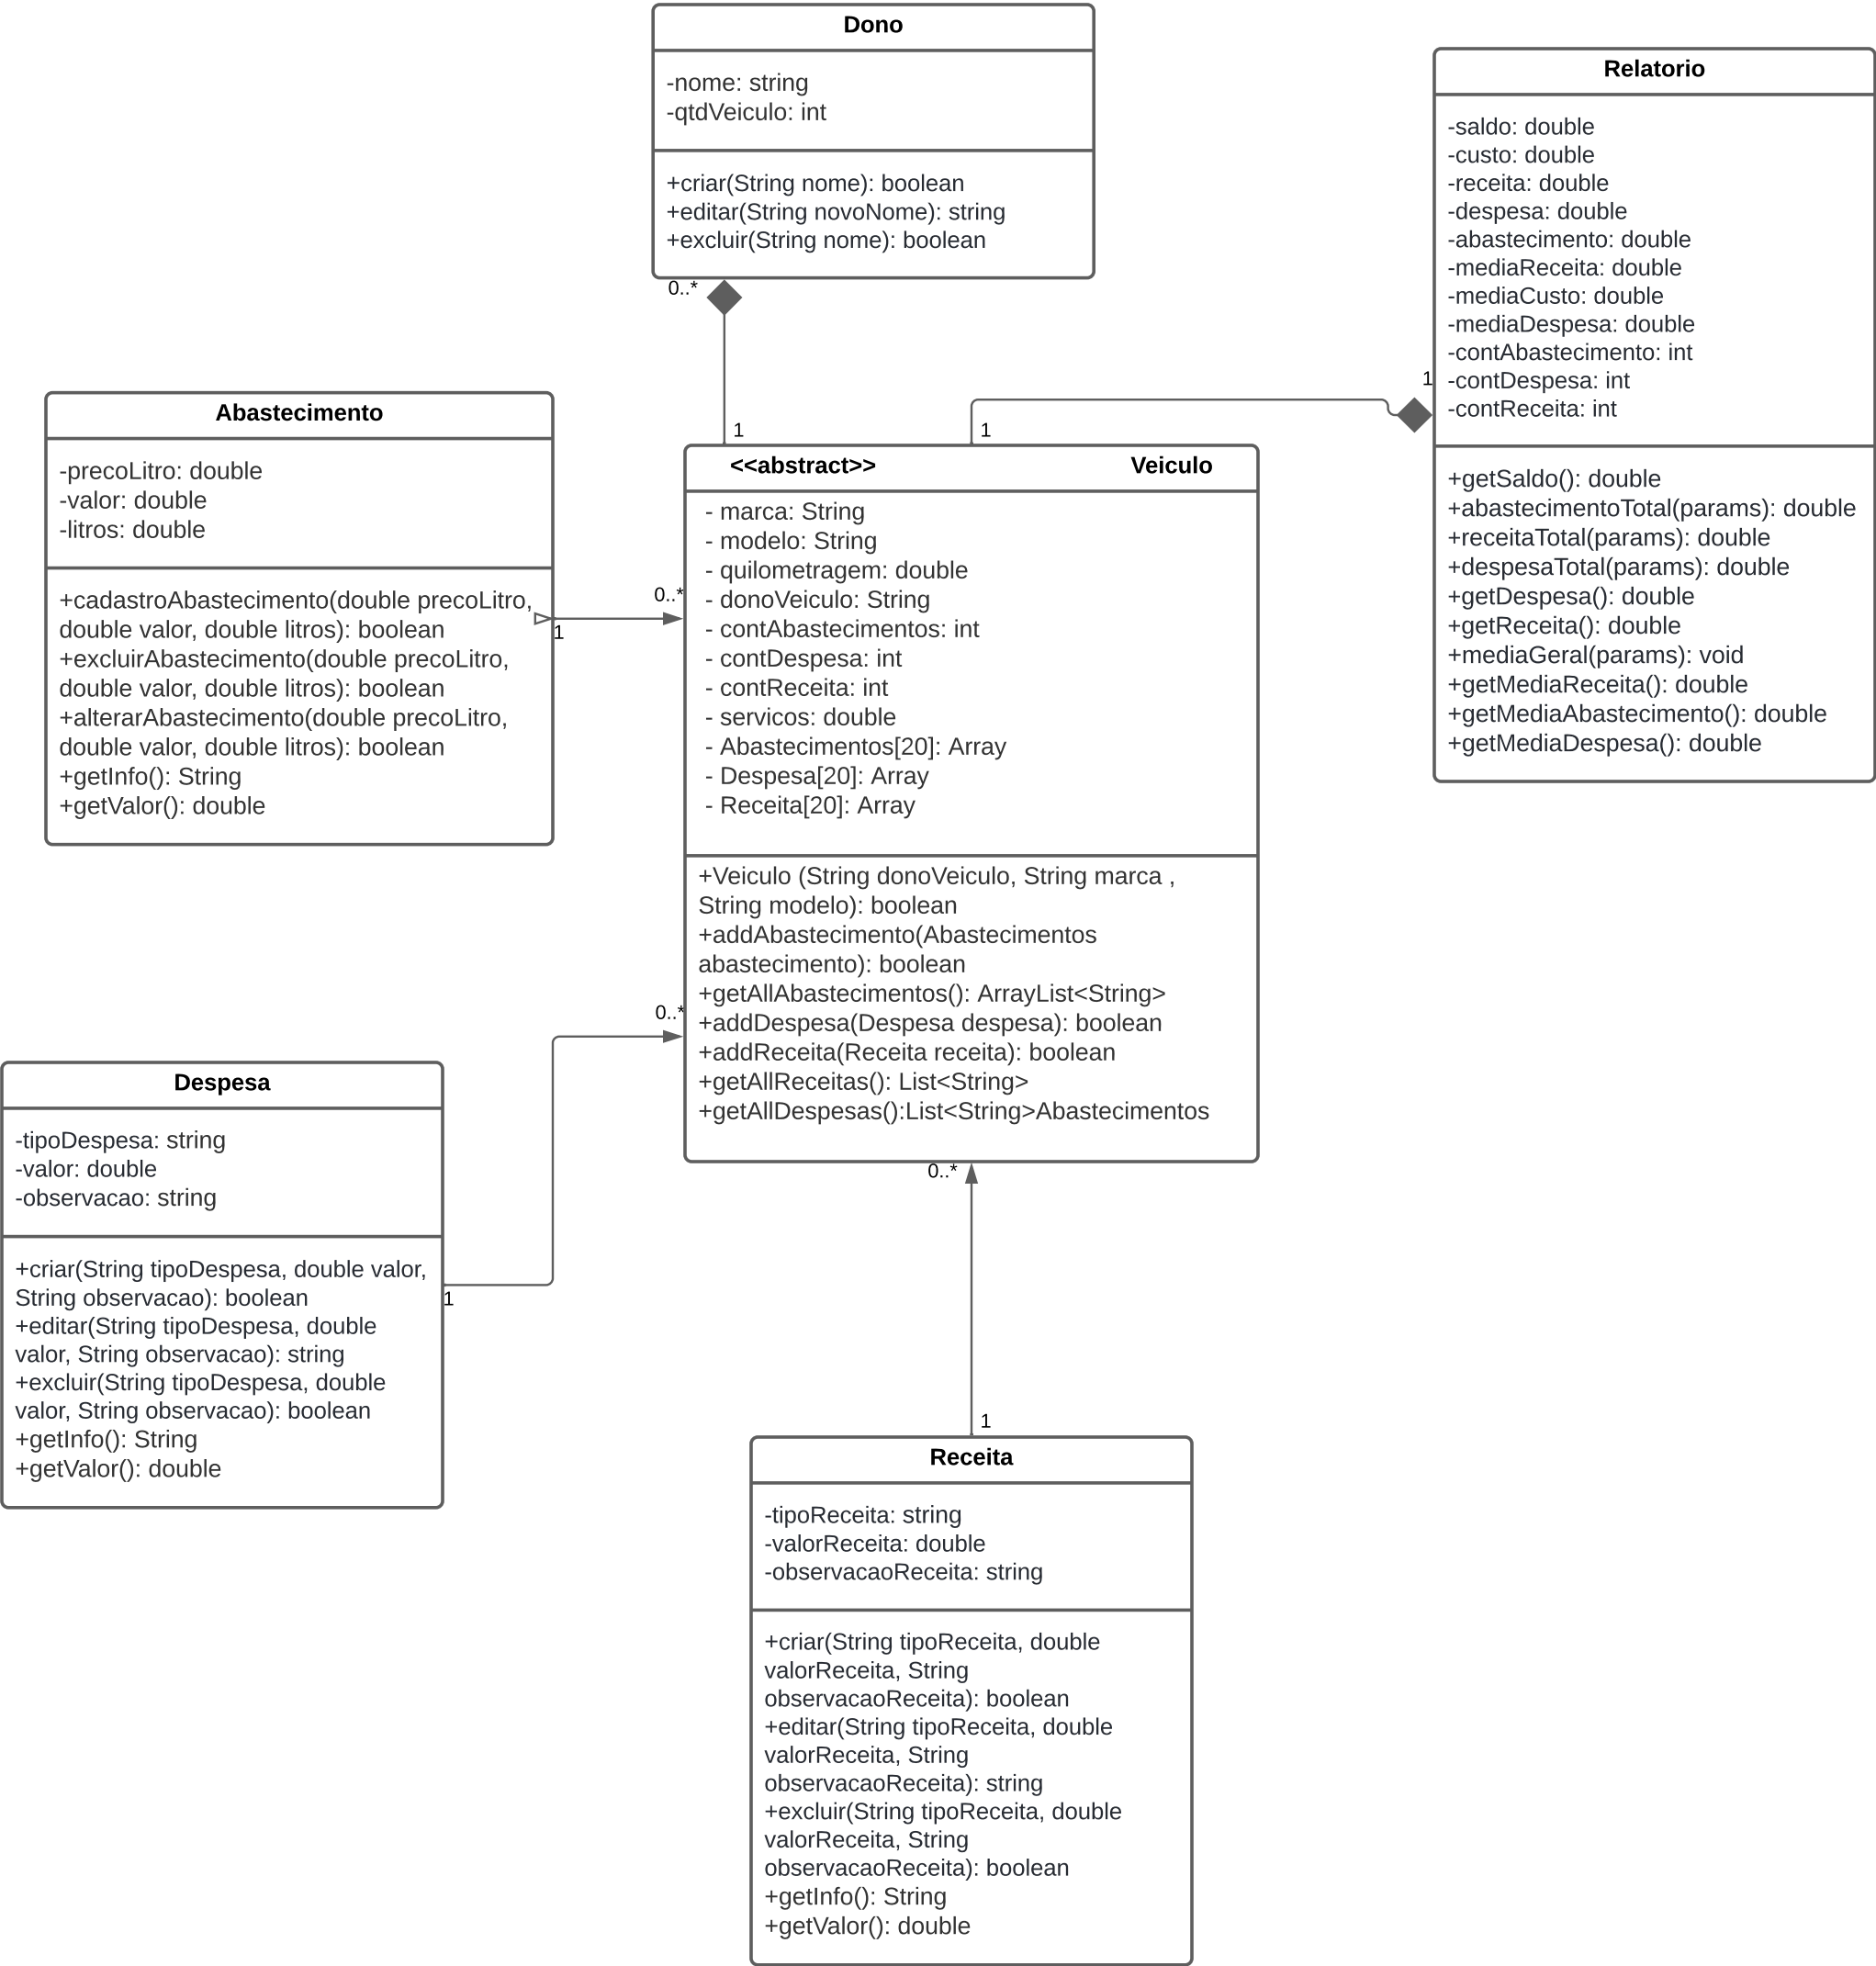 Dono
-nome: string
-qtdVeiculo: int
+criar(String nome): boolean
+editar(String novoNome): string
+excluir(String nome): boolean
0..*
1
Relatorio
-saldo: double
-custo: double
-receita: double
-despesa: double
-abastecimento: double
-mediaReceita: double
-mediaCusto: double
-mediaDespesa: double
-contAbastecimento: int
-contDespesa: int
-contReceita: int
+getSaldo(): double
+abastecimentoTotal(params): double
+receitaTotal(params): double
+despesaTotal(params): double
+getDespesa(): double
+getReceita(): double
+mediaGeral(params): void
+getMediaReceita(): double
+getMediaAbastecimento(): double
+getMediaDespesa(): double
1
1
Abastecimento
-precoLitro: double
-valor: double
-litros: double
+cadastroAbastecimento(double precoLitro,
double valor, double litros): boolean
+excluirAbastecimento(double precoLitro,
double valor, double litros): boolean
+alterarAbastecimento(double precoLitro,
double valor, double litros): boolean
+getInfo(): String
+getValor(): double
1
0..*
<<abstract>> Veiculo
- marca: String
- modelo: String
- quilometragem: double
- donoVeiculo: String
- contAbastecimentos: int
- contDespesa: int
- contReceita: int
- servicos: double
- Abastecimentos[20]: Array
- Despesa[20]: Array
- Receita[20]: Array
+Veiculo (String donoVeiculo, String marca ,
String modelo): boolean
+addAbastecimento(Abastecimentos
abastecimento): boolean
+getAllAbastecimentos(): ArrayList<String>
+addDespesa(Despesa despesa): boolean
+addReceita(Receita receita): boolean
+getAllReceitas(): List<String>
+getAllDespesas():List<String>Abastecimentos
0..*
1
Despesa
-tipoDespesa: string
-valor: double
-observacao: string
+criar(String tipoDespesa, double valor,
String observacao): boolean
+editar(String tipoDespesa, double
valor, String observacao): string
+excluir(String tipoDespesa, double
valor, String observacao): boolean
+getInfo(): String
+getValor(): double
0..*
1
Receita
-tipoReceita: string
-valorReceita: double
-observacaoReceita: string
+criar(String tipoReceita, double
valorReceita, String
observacaoReceita): boolean
+editar(String tipoReceita, double
valorReceita, String
observacaoReceita): string
+excluir(String tipoReceita, double
valorReceita, String
observacaoReceita): boolean
+getInfo(): String
+getValor(): double